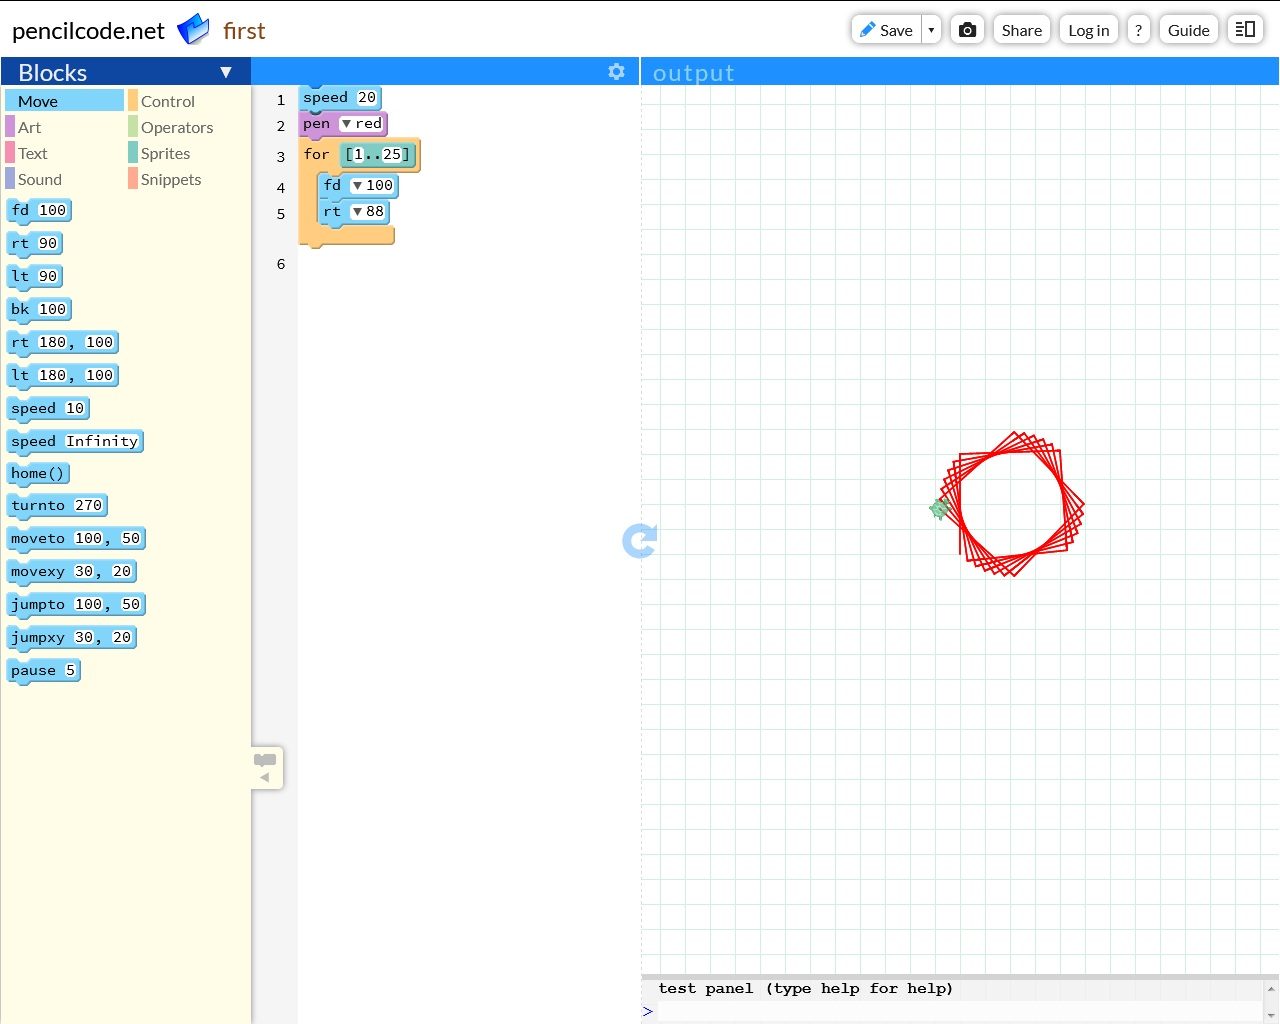 pencilcode.net first Save ▾ Share Log in ? Guide
Blocks ▼ output
Move Control
Art Operators
Text Sprites
Sound Snippets
fd 100
rt 90
lt 90
bk 100
rt 180, 100
lt 180, 100
speed 10
speed Infinity
home()
turnto 270
moveto 100, 50
movexy 30, 20
jumpto 100, 50
jumpxy 30, 20
pause 5
1 speed 20
2 pen ▼ red
3 for [1..25]
4 fd ▼ 100
5 rt ▼ 88
6
test panel (type help for help)
>